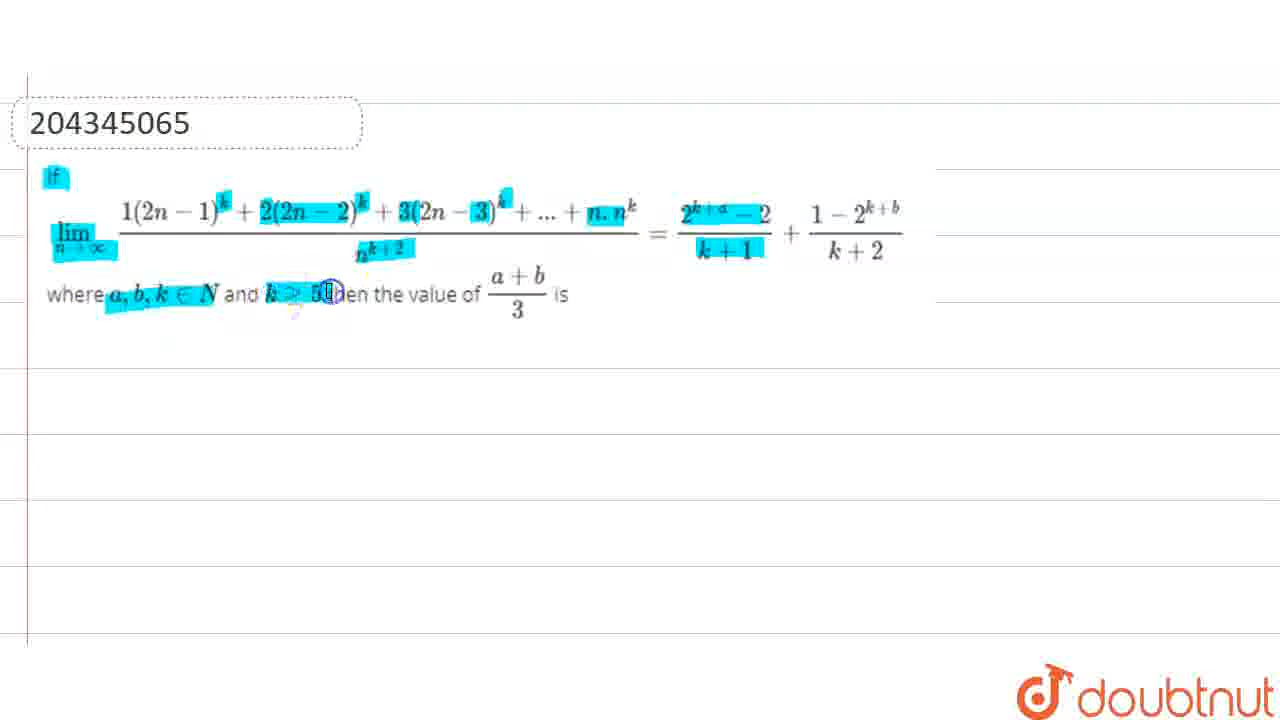 204345065
If
lim n→∞ 1(2n − 1)^k + 2(2n − 2)^k + 3(2n − 3)^k + ... + n.n^k / n^{k+2} = 2^{k+a} − 2 / k + 1 + 1 − 2^{k+b} / k + 2
where a, b, k ∈ N and k ≥ 5 then the value of a + b / 3 is
doubtnut